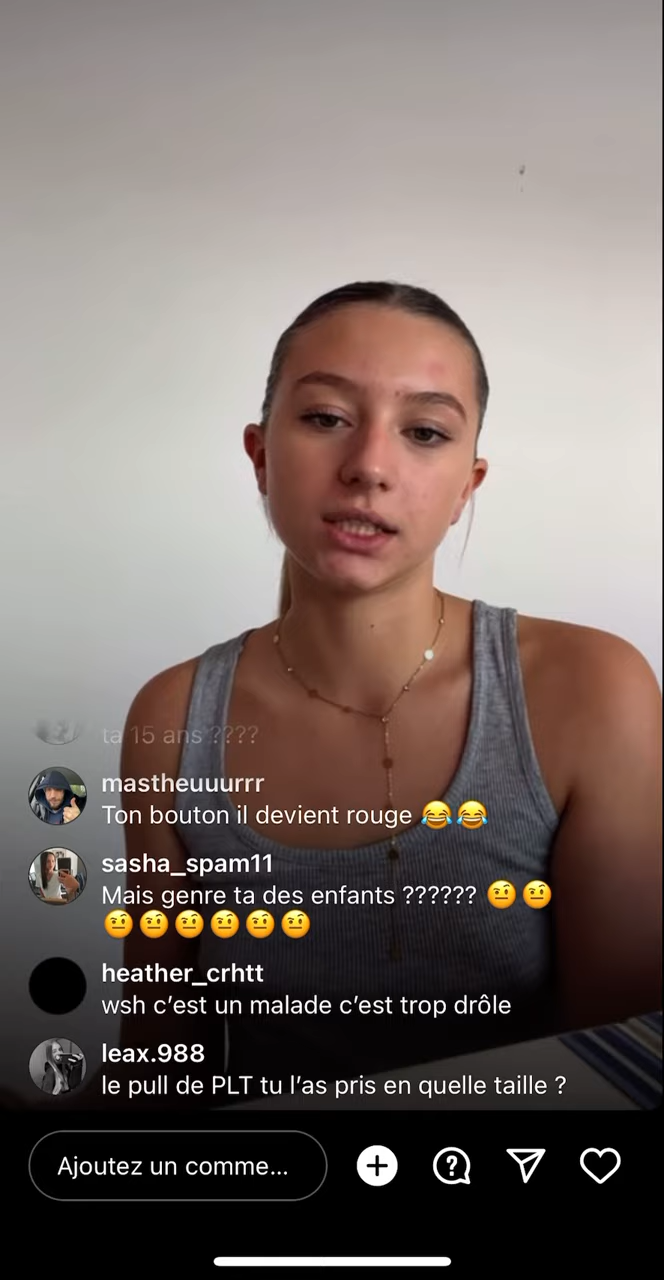 ta 15 ans ????
mastheuuurrr
Ton bouton il devient rouge 😂😂
sasha_spam11
Mais genre ta des enfants ?????? 🤨🤨
🤨🤨🤨🤨🤨🤨
heather_crhtt
wsh c’est un malade c’est trop drôle
leax.988
le pull de PLT tu l’as pris en quelle taille ?
Ajoutez un comme...